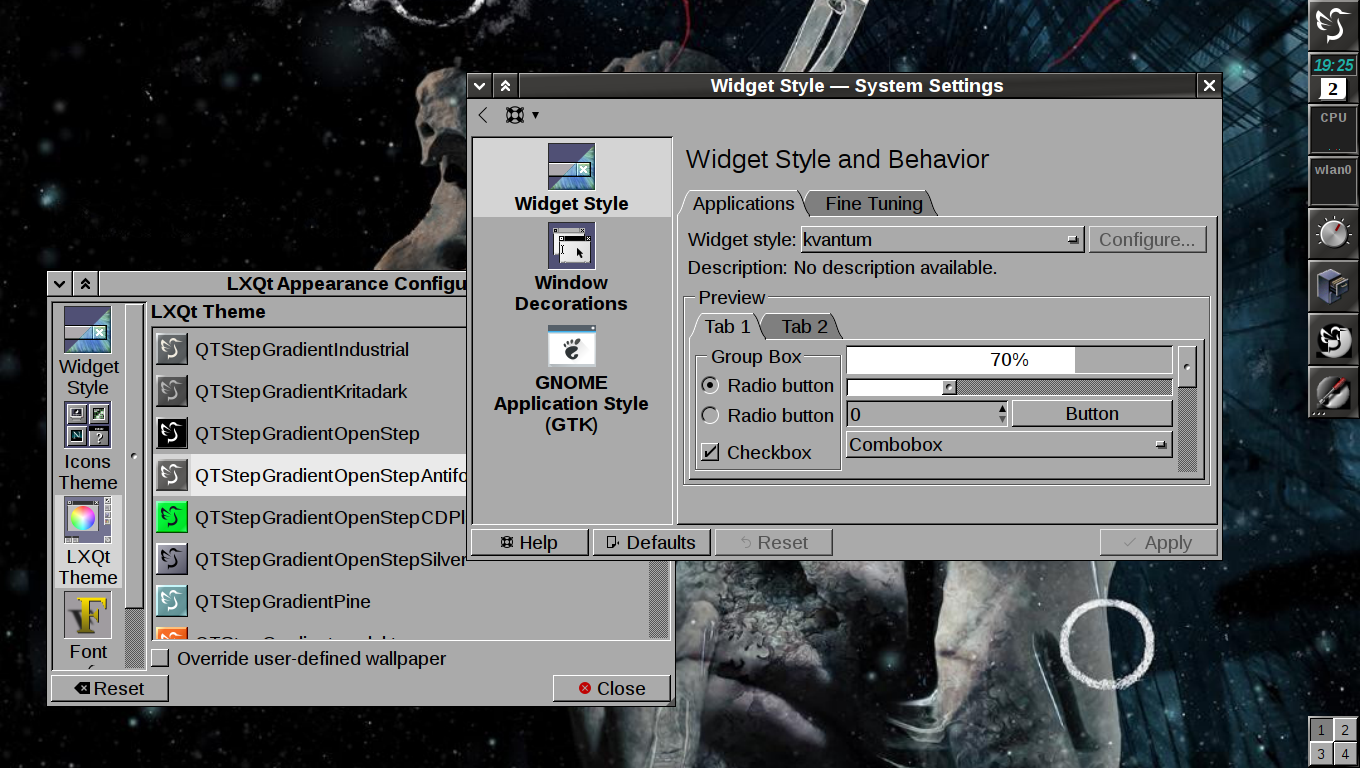 Widget Style — System Settings
Widget Style
Window
Decorations
GNOME
Application Style
(GTK)
Widget Style and Behavior
Applications
Fine Tuning
Widget style:
kvantum
Configure...
Description: No description available.
Preview
Tab 1
Tab 2
Group Box
Radio button
Radio button
Checkbox
70%
0
Button
Combobox
Help
Defaults
Reset
Apply
LXQt Appearance Configu
Widget
Style
Icons
Theme
LXQt
Theme
Font
LXQt Theme
QTStepGradientIndustrial
QTStepGradientKritadark
QTStepGradientOpenStep
QTStepGradientOpenStepAntifo
QTStepGradientOpenStepCDPl
QTStepGradientOpenStepSilver
QTStepGradientPine
Override user-defined wallpaper
Reset
Close
19:25
2
CPU
wlan0
1
2
3
4